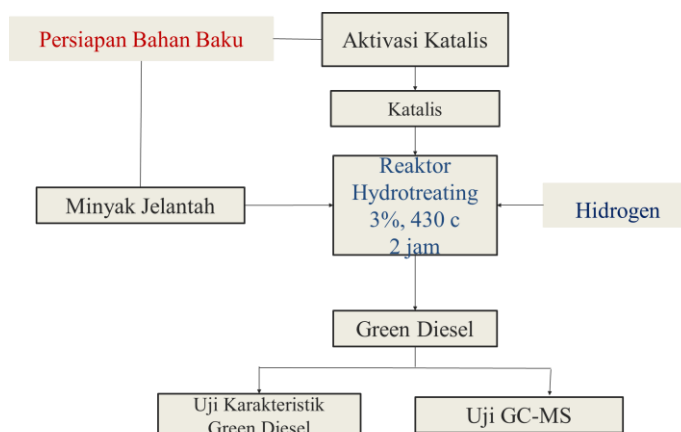 Persiapan Bahan Baku
Aktivasi Katalis
Katalis
Minyak Jelantah
Reaktor
Hydrotreating
3%, 430 c
2 jam
Hidrogen
Green Diesel
Uji Karakteristik
Green Diesel
Uji GC-MS